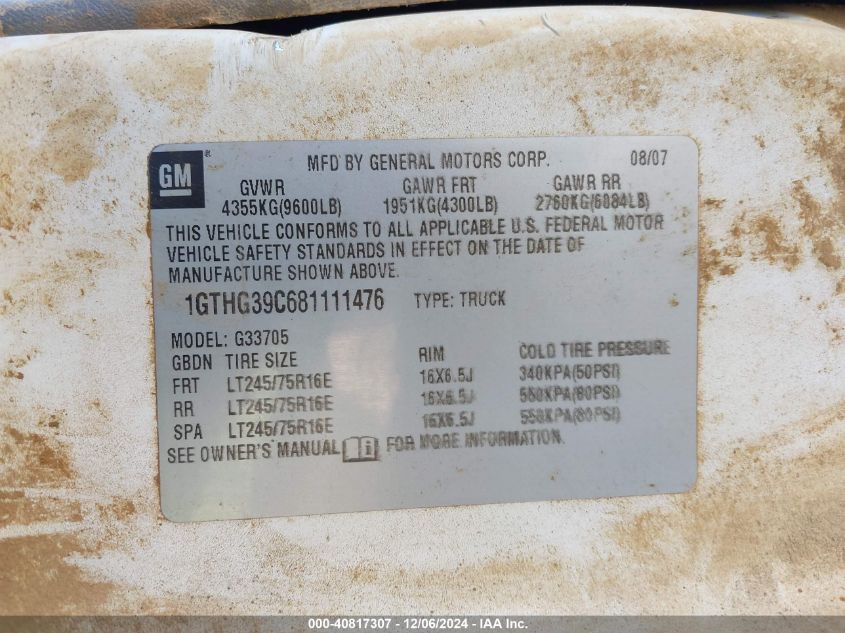 GM ® MFD BY GENERAL MOTORS CORP. 08/07
GVWR GAWR FRT GAWR RR
4355KG(9600LB) 1951KG(4300LB) 2760KG(6084LB)
THIS VEHICLE CONFORMS TO ALL APPLICABLE U.S. FEDERAL MOTOR
VEHICLE SAFETY STANDARDS IN EFFECT ON THE DATE OF
MANUFACTURE SHOWN ABOVE.
1GTHG39C681111476 TYPE: TRUCK
MODEL: G33705
GBDN TIRE SIZE RIM COLD TIRE PRESSURE
FRT LT245/75R16E 16X6.5J 340KPA(50PSI)
RR LT245/75R16E 16X6.5J 550KPA(80PSI)
SPA LT245/75R16E 16X6.5J 550KPA(80PSI)
SEE OWNER'S MANUAL i FOR MORE INFORMATION.
000-40817307 - 12/06/2024 - IAA Inc.